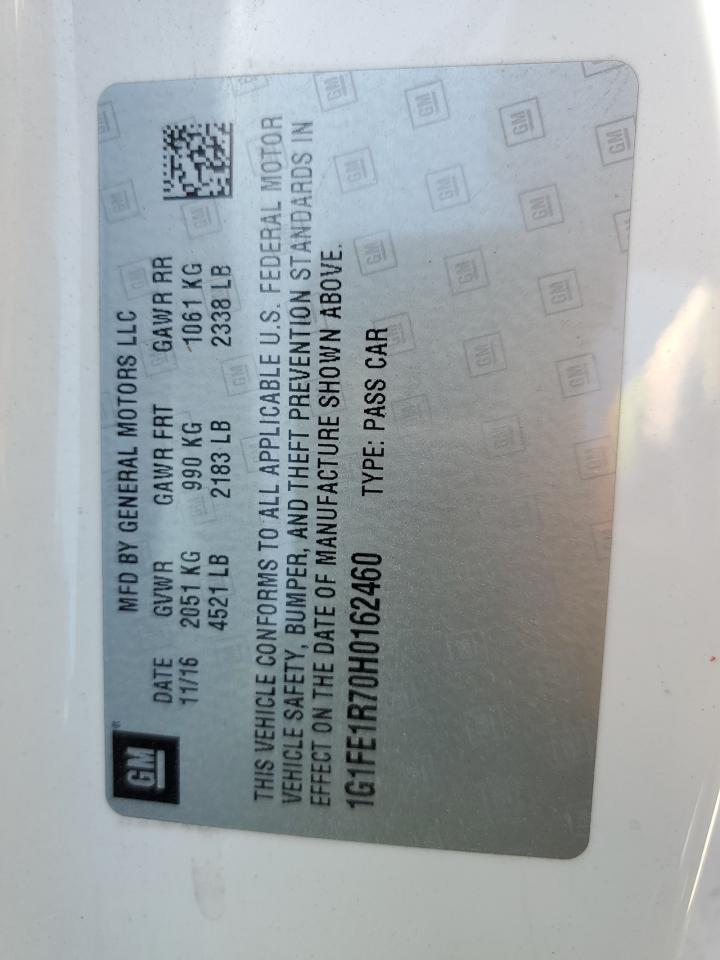 GM®
MFD BY GENERAL MOTORS LLC
DATE GVWR GAWR FRT GAWR RR
11/16 2051 KG 990 KG 1061 KG
4521 LB 2183 LB 2338 LB
THIS VEHICLE CONFORMS TO ALL APPLICABLE U.S. FEDERAL MOTOR
VEHICLE SAFETY, BUMPER, AND THEFT PREVENTION STANDARDS IN
EFFECT ON THE DATE OF MANUFACTURE SHOWN ABOVE.
1G1FE1R70H0162460 TYPE: PASS CAR